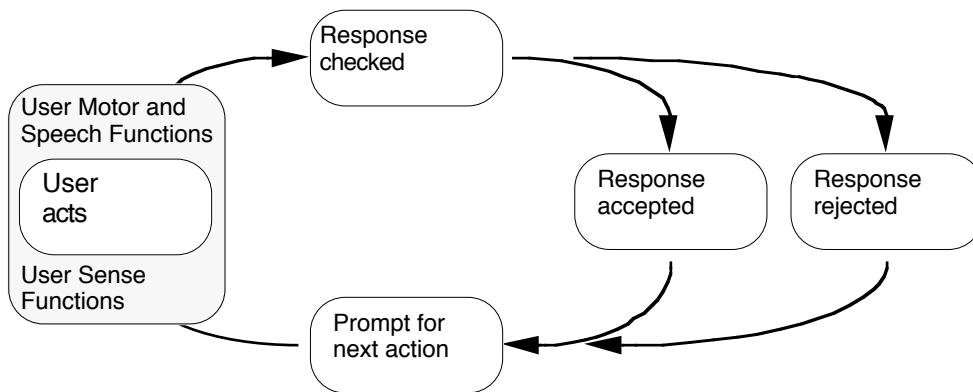 Response
checked
User Motor and
Speech Functions
User
acts
User Sense
Functions
Response
accepted
Response
rejected
Prompt for
next action